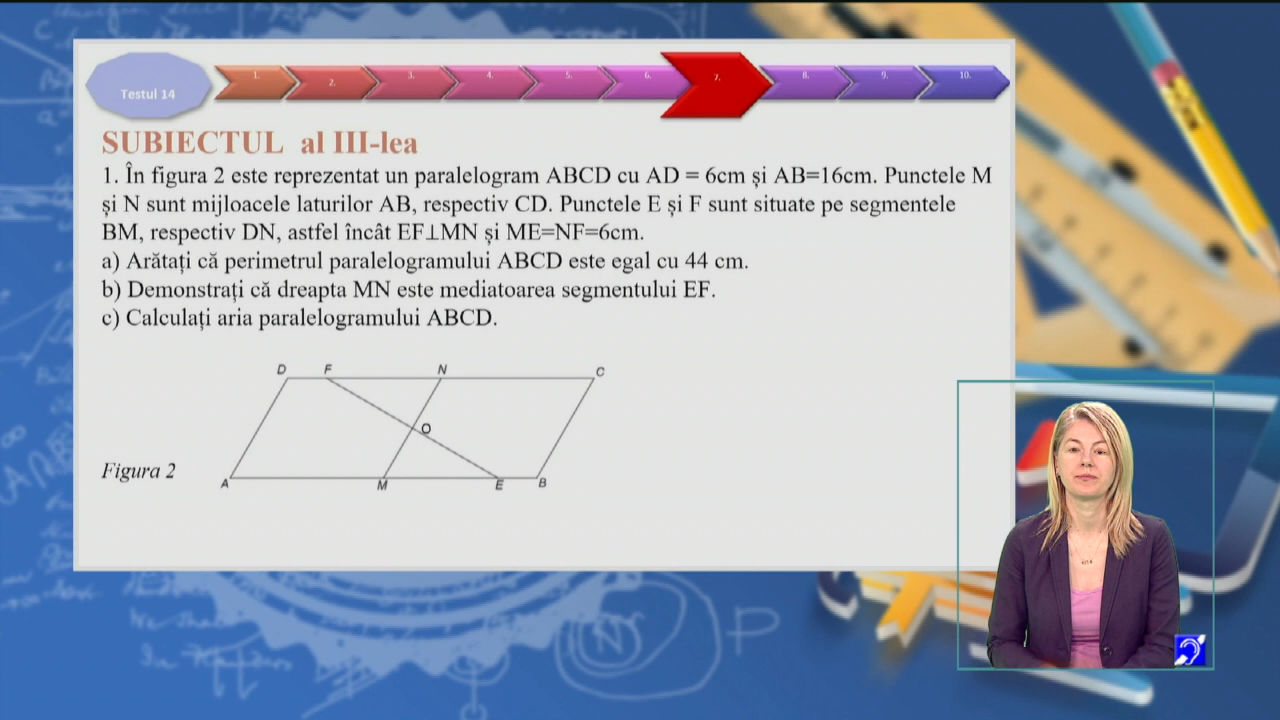 Testul 14
1. 2. 3. 4. 5. 6. 7. 8. 9. 10.
SUBIECTUL al III-lea
1. În figura 2 este reprezentat un paralelogram ABCD cu AD = 6cm și AB=16cm. Punctele M
și N sunt mijloacele laturilor AB, respectiv CD. Punctele E și F sunt situate pe segmentele
BM, respectiv DN, astfel încât EF⊥MN și ME=NF=6cm.
a) Arătați că perimetrul paralelogramului ABCD este egal cu 44 cm.
b) Demonstrați că dreapta MN este mediatoarea segmentului EF.
c) Calculați aria paralelogramului ABCD.
D F N C
O
Figura 2
A M E B
N
P